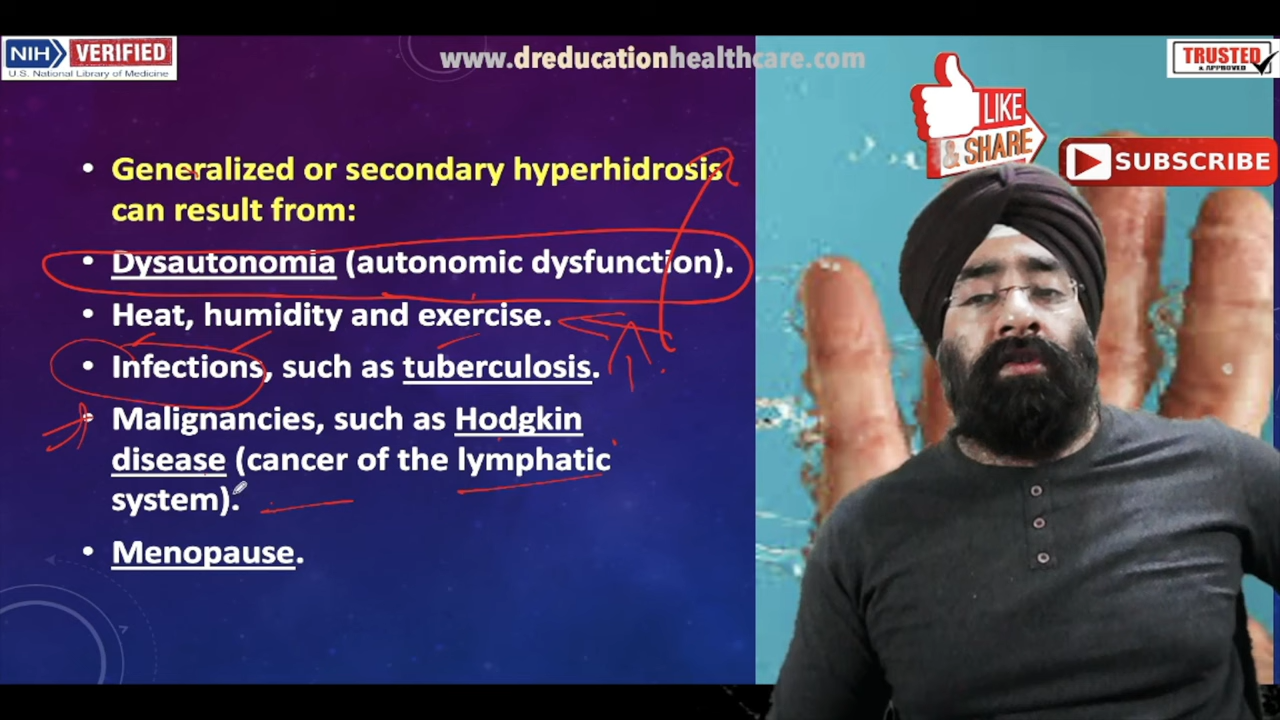 NIH VERIFIED
U.S. National Library of Medicine
www.dreducationhealthcare.com
TRUSTED
& APPROVED
LIKE
& SHARE
SUBSCRIBE
• Generalized or secondary hyperhidrosis
can result from:
• Dysautonomia (autonomic dysfunction).
• Heat, humidity and exercise.
• Infections, such as tuberculosis.
• Malignancies, such as Hodgkin
disease (cancer of the lymphatic
system).
• Menopause.